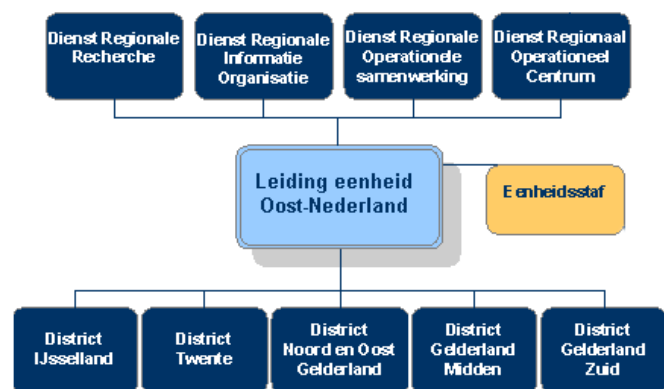 Dienst Regionale
Recherche
Dienst Regionale
Informatie
Organisatie
Dienst Regionale
Operationele
samenwerking
Dienst Regionaal
Operationeel
Centrum
Leiding eenheid
Oost-Nederland
Eenheidsstaf
District
IJsselland
District
Twente
District
Noord en Oost
Gelderland
District
Gelderland
Midden
District
Gelderland
Zuid